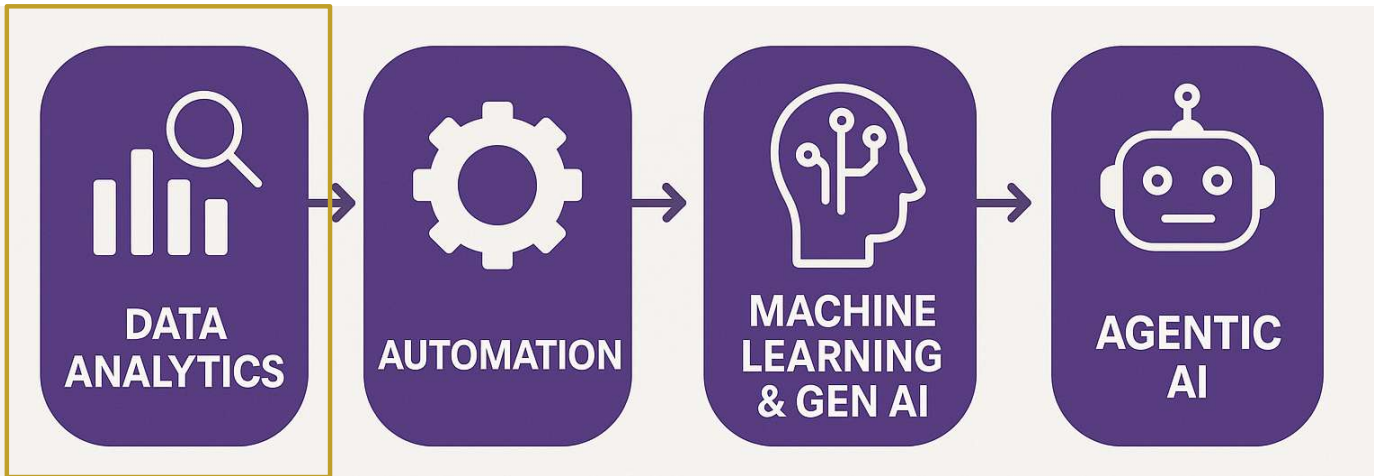 DATA
ANALYTICS
AUTOMATION
MACHINE
LEARNING
& GEN AI
AGENTIC
AI